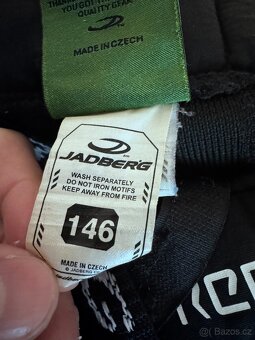 QUALITY GEAR
MADE IN CZECH
JADBERG
WASH SEPARATELY
DO NOT IRON MOTIFS
KEEP AWAY FROM FIRE
146
MADE IN CZECH
© JADBERG
Bazoš.cz